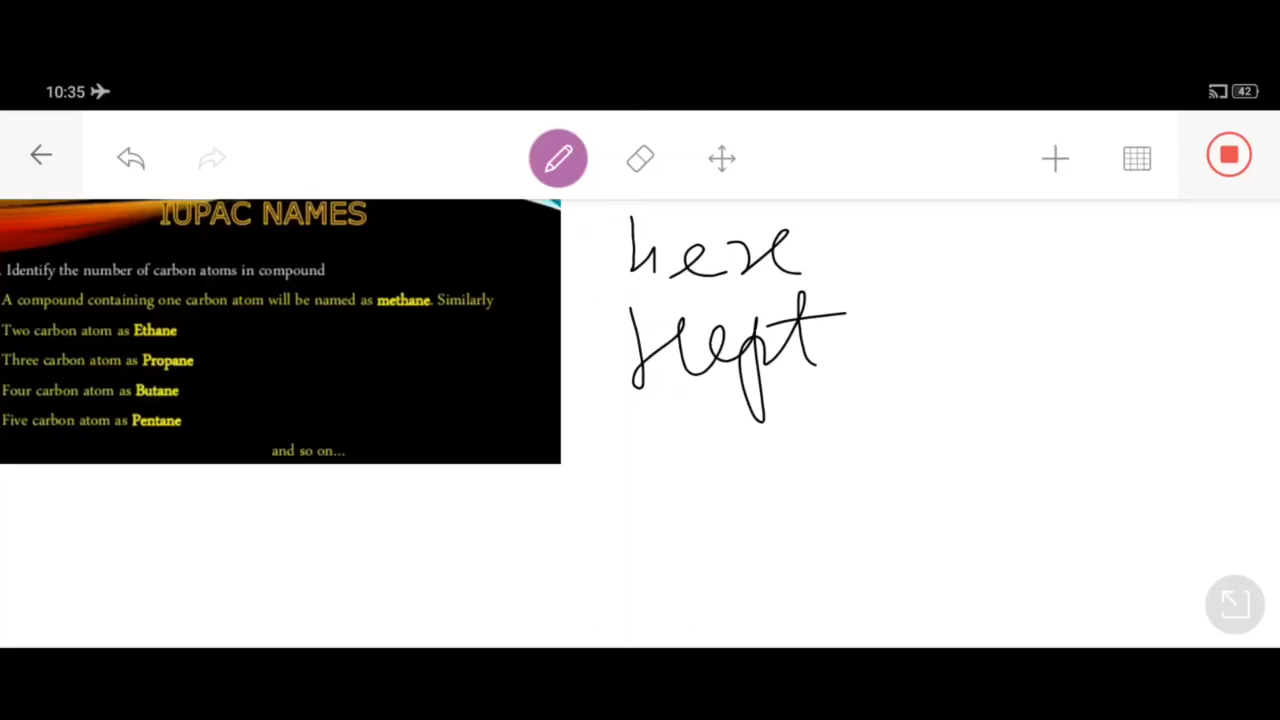 10:35
42
IUPAC NAMES
. Identify the number of carbon atoms in compound
A compound containing one carbon atom will be named as methane. Similarly
Two carbon atom as Ethane
Three carbon atom as Propane
Four carbon atom as Butane
Five carbon atom as Pentane
and so on...
hex
Hept